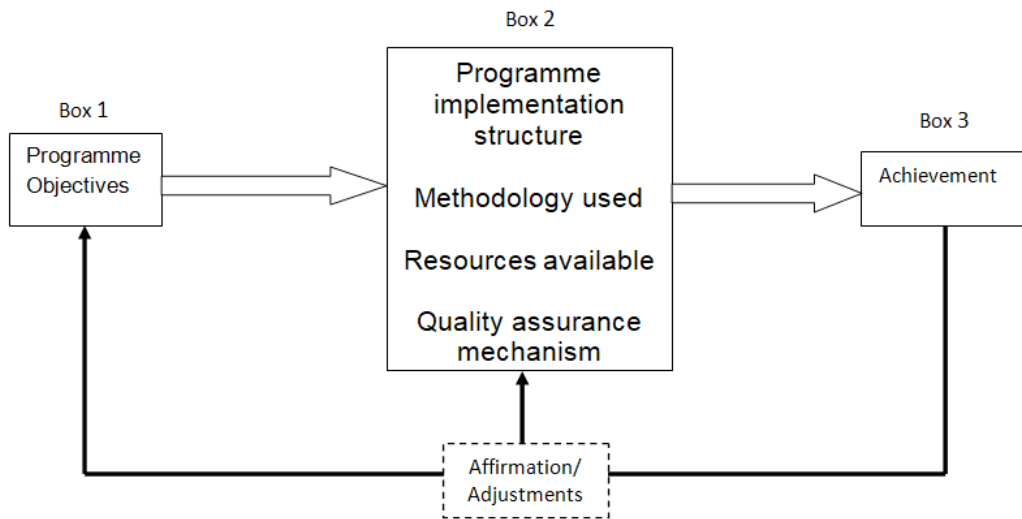 Box 1
Programme
Objectives
Box 2
Programme
implementation
structure
Methodology used
Resources available
Quality assurance
mechanism
Box 3
Achievement
Affirmation/
Adjustments